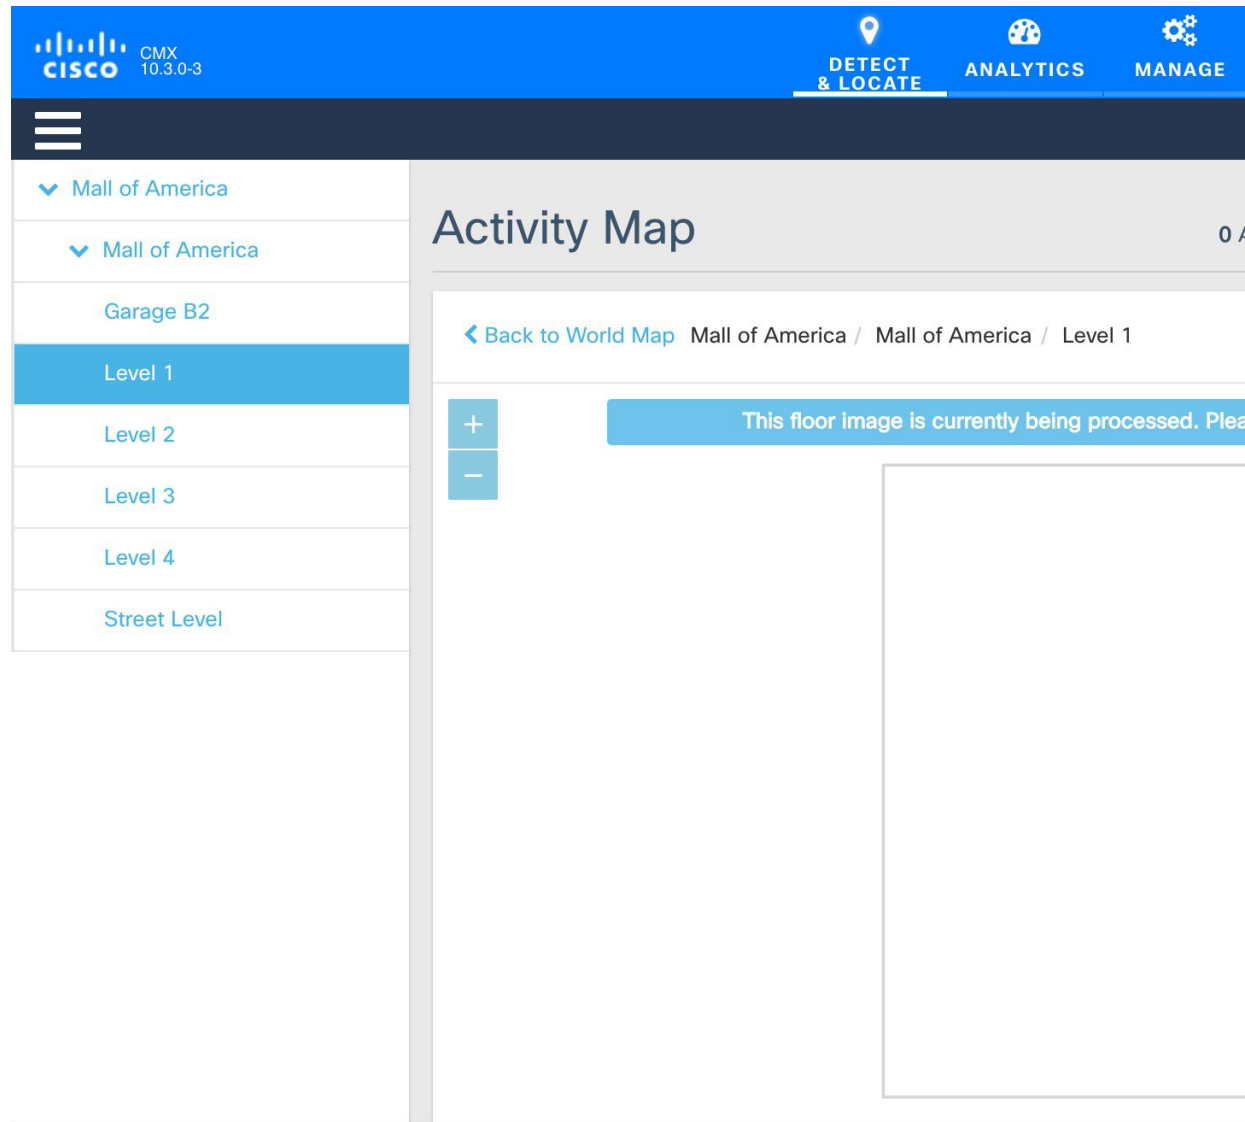 CISCO
CMX
10.3.0-3
DETECT
& LOCATE
ANALYTICS
MANAGE
Mall of America
Mall of America
Garage B2
Level 1
Level 2
Level 3
Level 4
Street Level
Activity Map
0
Back to World Map Mall of America / Mall of America / Level 1
+
This floor image is currently being processed.
−